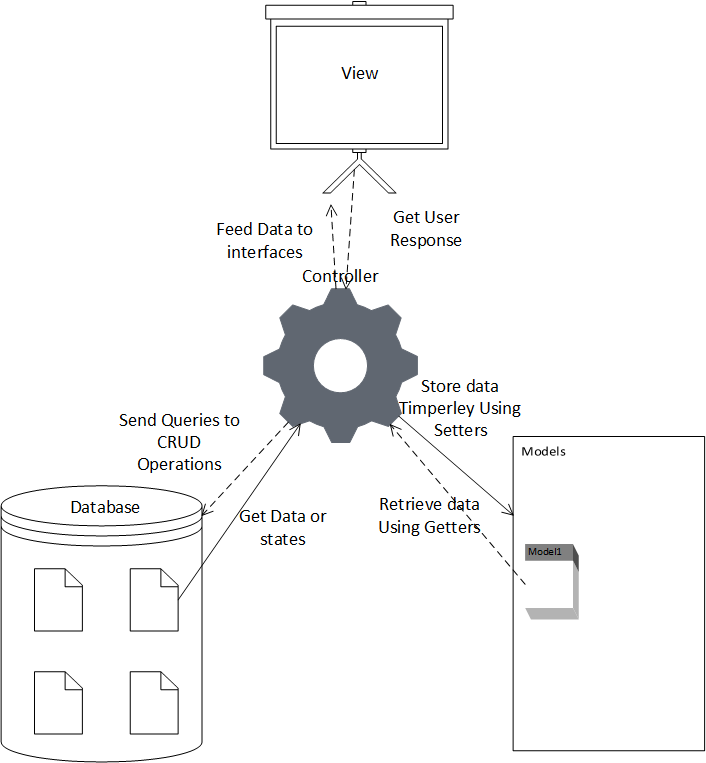 View
Feed Data to
interfaces
Get User
Response
Controller
Store data
Timperley Using
Setters
Send Queries to
CRUD
Operations
Models
Retrieve data
Using Getters
Database
Get Data or
states
Model1